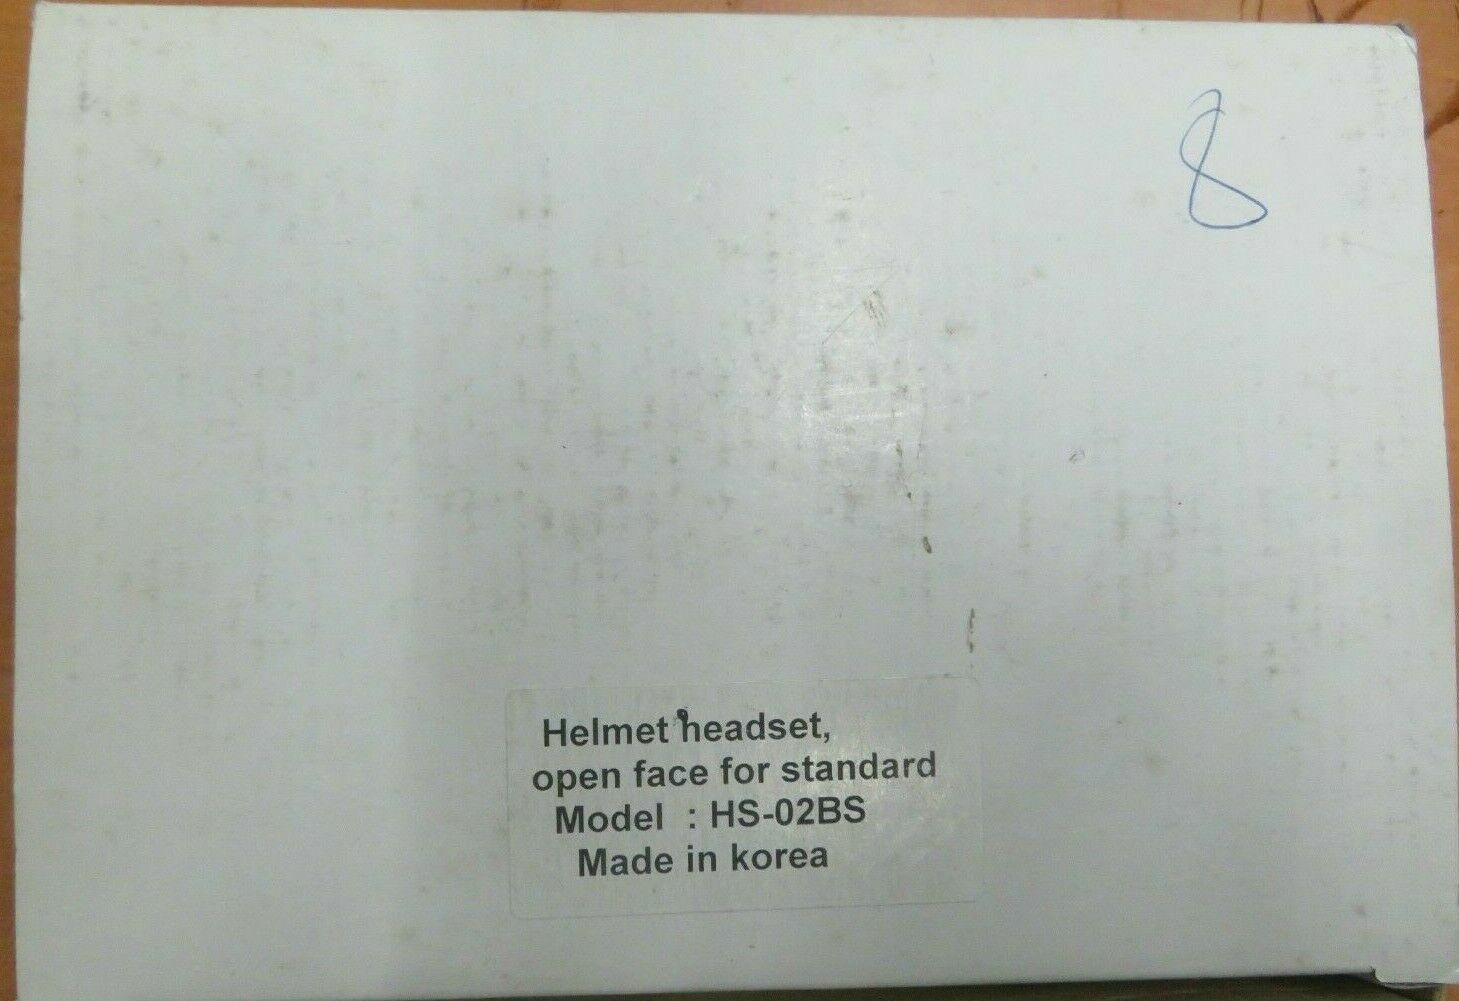 8
Helmet headset,
open face for standard
Model : HS-02BS
Made in korea